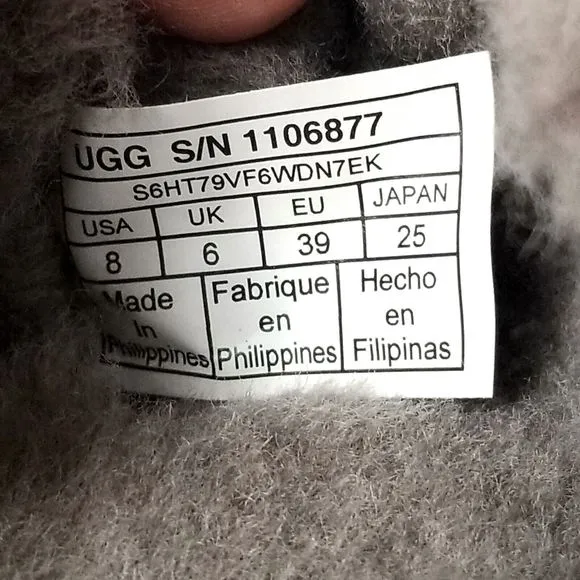 UGG S/N 1106877
S6HT79VF6WDN7EK
USA UK EU JAPAN
8 6 39 25
Made Fabrique Hecho
in en en
Philippines Philippines Filipinas